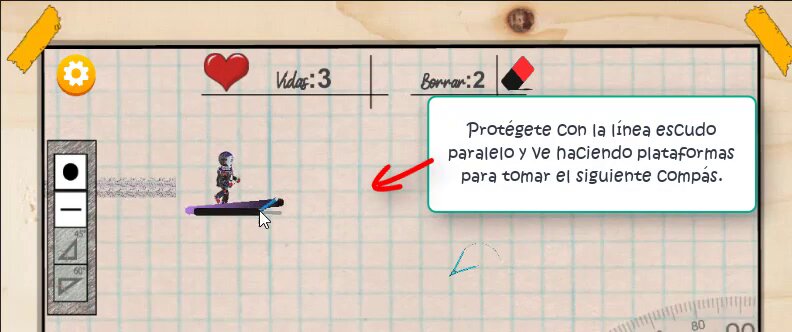 Vidas:3
Borrar:2
Protégete con la línea escudo
paralelo y ve haciendo plataformas
para tomar el siguiente compás.
45°
60°
80
90